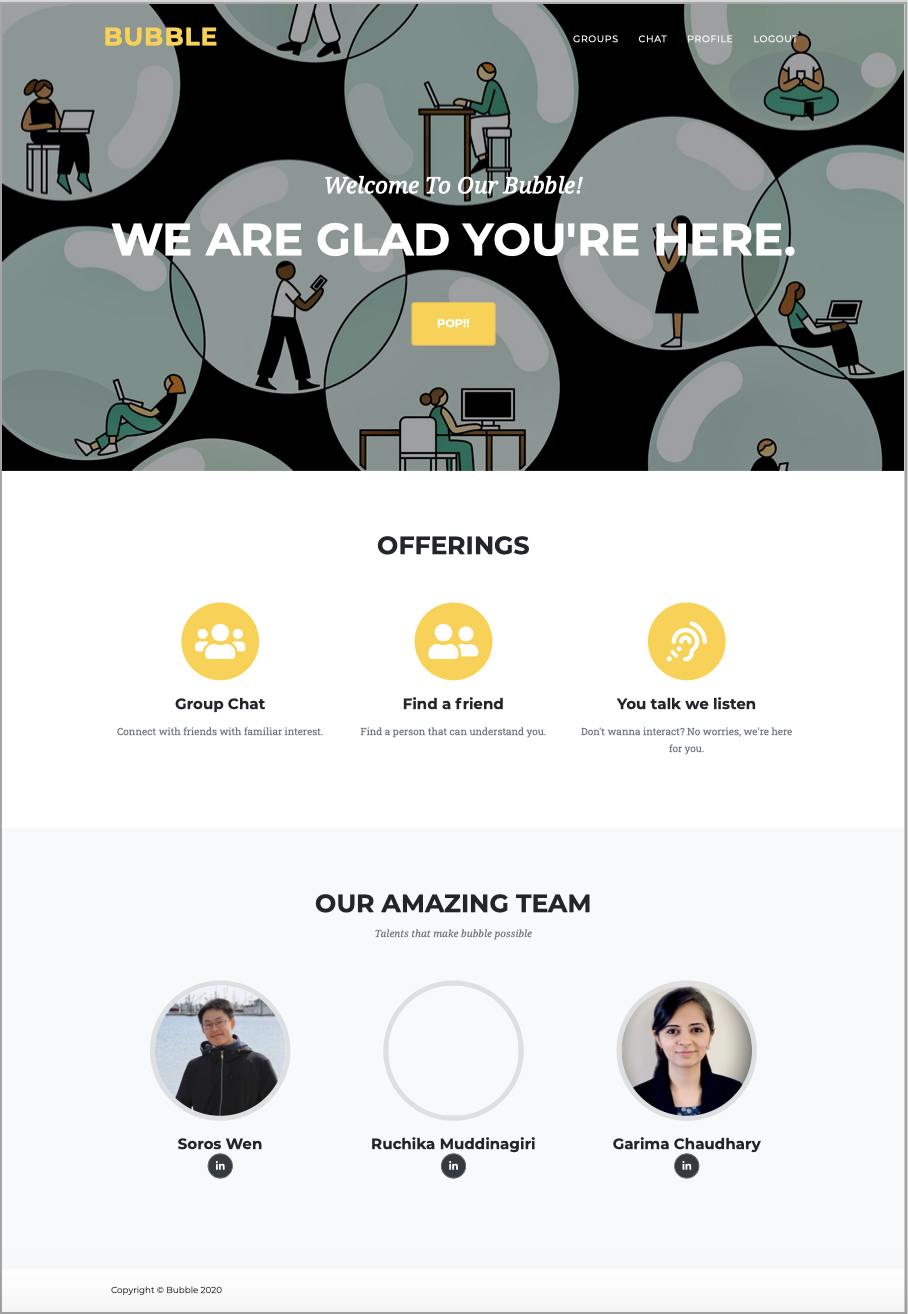 BUBBLE
GROUPS CHAT PROFILE LOGOUT
Welcome To Our Bubble!
WE ARE GLAD YOU'RE HERE.
POP!!
OFFERINGS
Group Chat
Connect with friends with familiar interest.
Find a friend
Find a person that can understand you.
You talk we listen
Don't wanna interact? No worries, we're here
for you.
OUR AMAZING TEAM
Talents that make bubble possible
Soros Wen
in
Ruchika Muddinagiri
in
Garima Chaudhary
in
Copyright © Bubble 2020